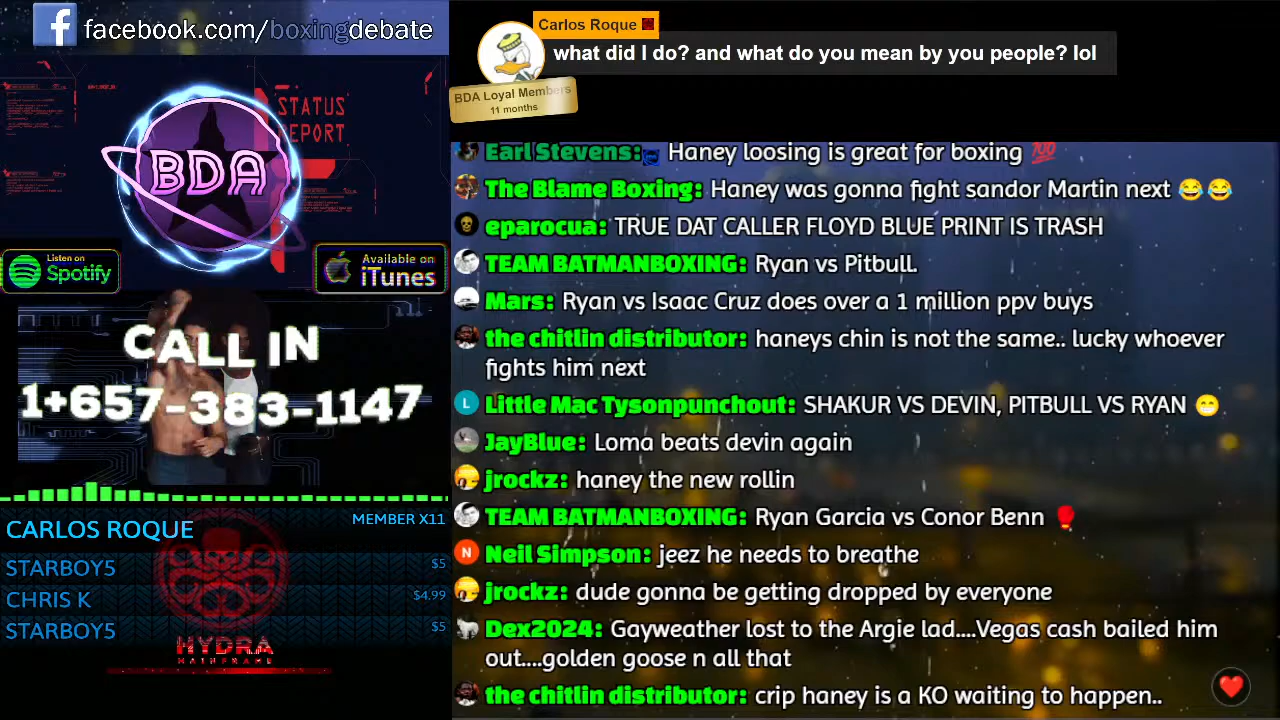 facebook.com/boxingdebate
STATUS
REPORT
BDA
Listen on
Spotify
Available on
iTunes
CALL IN
1+657-383-1147
CARLOS ROQUE
MEMBER X11
STARBOY5
$5
CHRIS K
$4.99
STARBOY5
$5
HYDRA
MAINFRAME
Carlos Roque
what did I do? and what do you mean by you people? lol
BDA Loyal Members
11 months
Earl Stevens: Haney loosing is great for boxing 💯
The Blame Boxing: Haney was gonna fight sandor Martin next 😂😂
eparocua: TRUE DAT CALLER FLOYD BLUE PRINT IS TRASH
TEAM BATMANBOXING: Ryan vs Pitbull.
Mars: Ryan vs Isaac Cruz does over a 1 million ppv buys
the chitlin distributor: haneys chin is not the same.. lucky whoever
fights him next
L
Little Mac Tysonpunchout: SHAKUR VS DEVIN, PITBULL VS RYAN 😁
JayBlue: Loma beats devin again
jrockz: haney the new rollin
TEAM BATMANBOXING: Ryan Garcia vs Conor Benn 🥊
N
Neil Simpson: jeez he needs to breathe
jrockz: dude gonna be getting dropped by everyone
Dex2024: Gayweather lost to the Argie lad....Vegas cash bailed him
out....golden goose n all that
the chitlin distributor: crip haney is a KO waiting to happen..